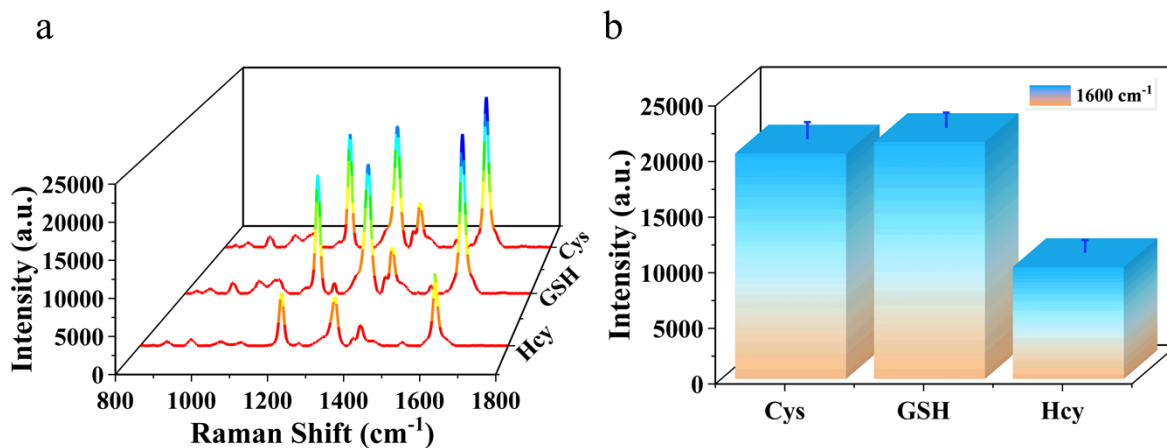 a
Intensity (a.u.)
25000
20000
15000
10000
5000
0
800
1000
1200
1400
1600
1800
Raman Shift (cm⁻¹)
Cys
GSH
Hcy
b
Intensity (a.u.)
25000
20000
15000
10000
5000
0
Cys
GSH
Hcy
1600 cm⁻¹